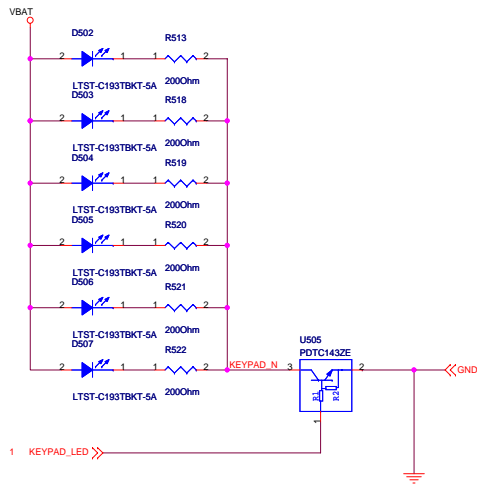 VBAT
D502
R513
2 1 1 2
LTST-C193TBKT-5A 200Ohm
D503
R518
2 1 1 2
LTST-C193TBKT-5A 200Ohm
D504
R519
2 1 1 2
LTST-C193TBKT-5A 200Ohm
D505
R520
2 1 1 2
LTST-C193TBKT-5A 200Ohm
D506
R521
2 1 1 2
LTST-C193TBKT-5A 200Ohm
D507
R522
2 1 1 2
LTST-C193TBKT-5A 200Ohm
KEYPAD_N
U505
PDTC143ZE
3 2
R1 R2
1
GND
1 KEYPAD_LED